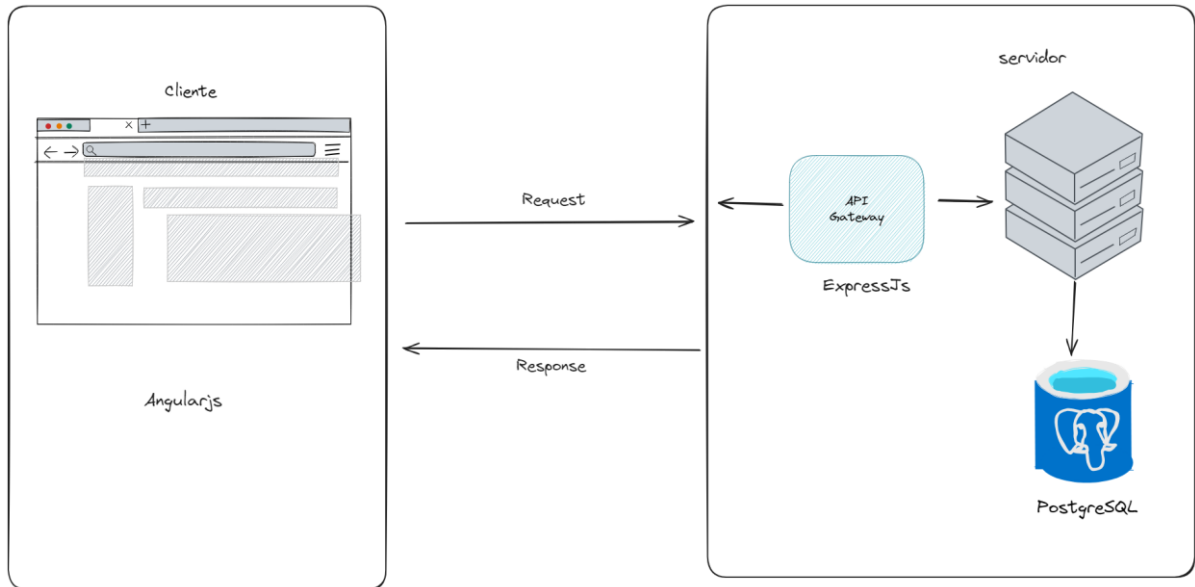 Cliente
Angularjs
Request
Response
servidor
API
Gateway
ExpressJs
PostgreSQL